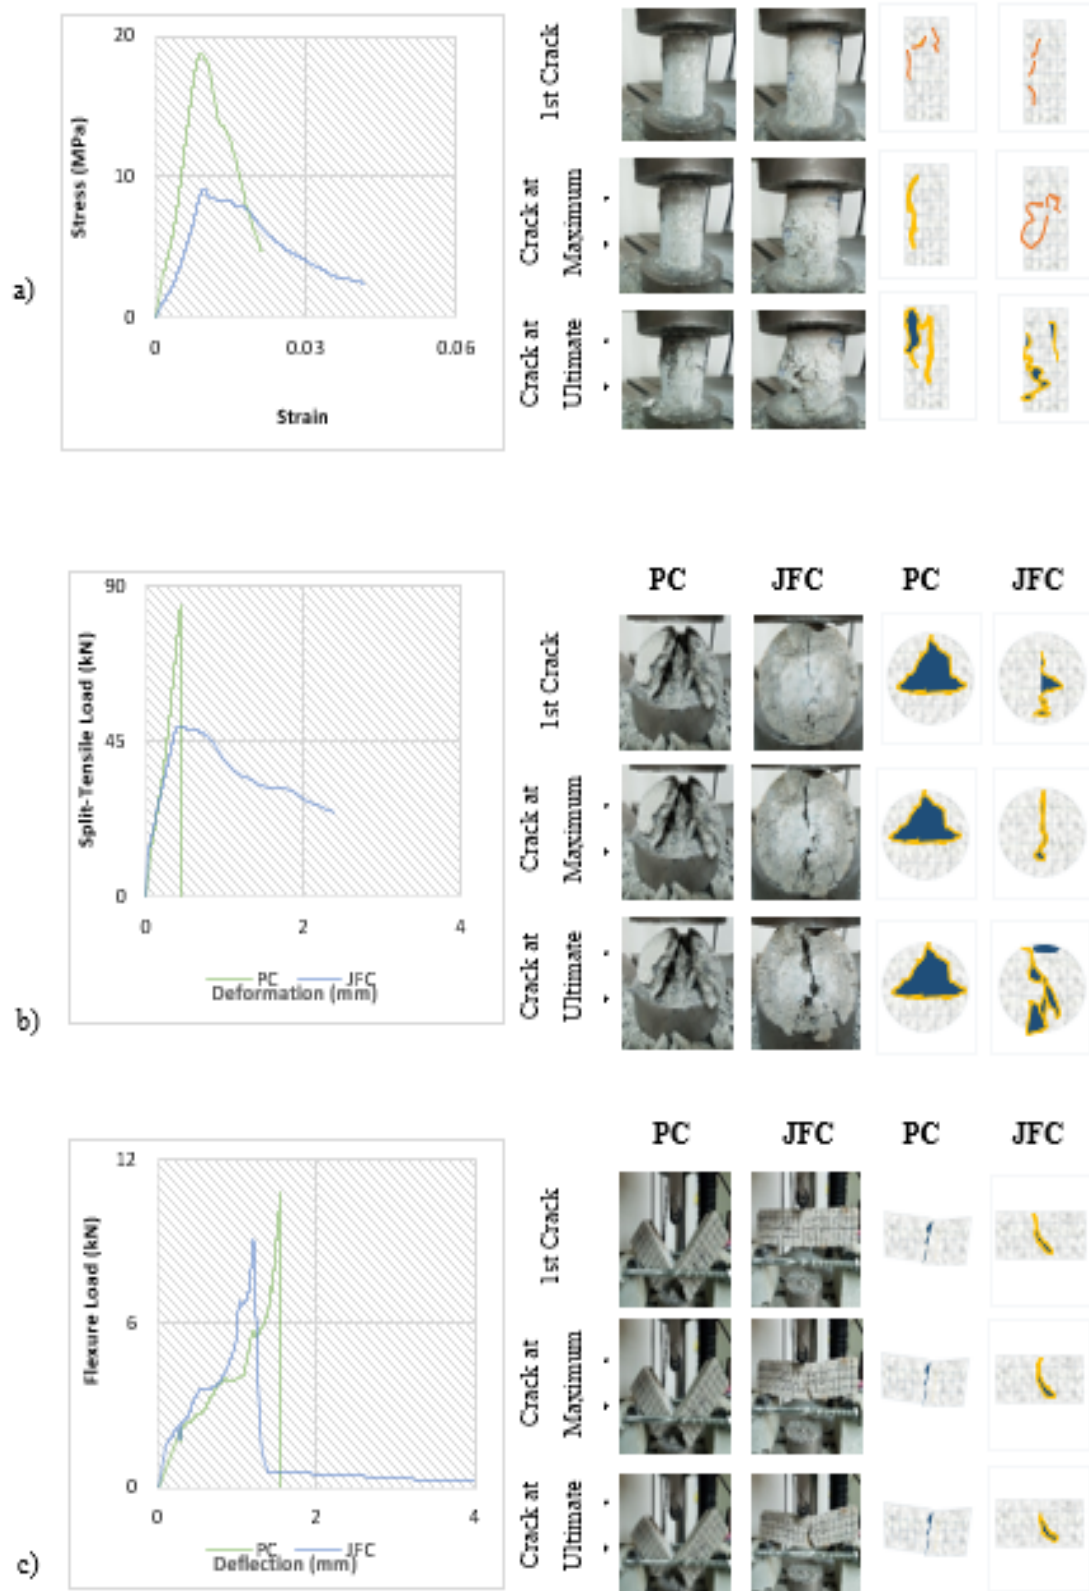 20
10
0
Stress (MPa)
0 0.03 0.06
Strain
1st Crack
Crack at Maximum
Crack at Ultimate
a)
PC JFC PC JFC
90
45
0
Split-Tensile Load (kN)
0 2 4
PC JFC
Deformation (mm)
1st Crack
Crack at Maximum
Crack at Ultimate
b)
PC JFC PC JFC
12
6
0
Flexure Load (kN)
0 2 4
PC JFC
Deflection (mm)
1st Crack
Crack at Maximum
Crack at Ultimate
c)